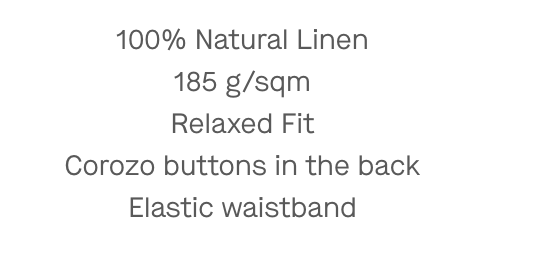 100% Natural Linen
185 g/sqm
Relaxed Fit
Corozo buttons in the back
Elastic waistband